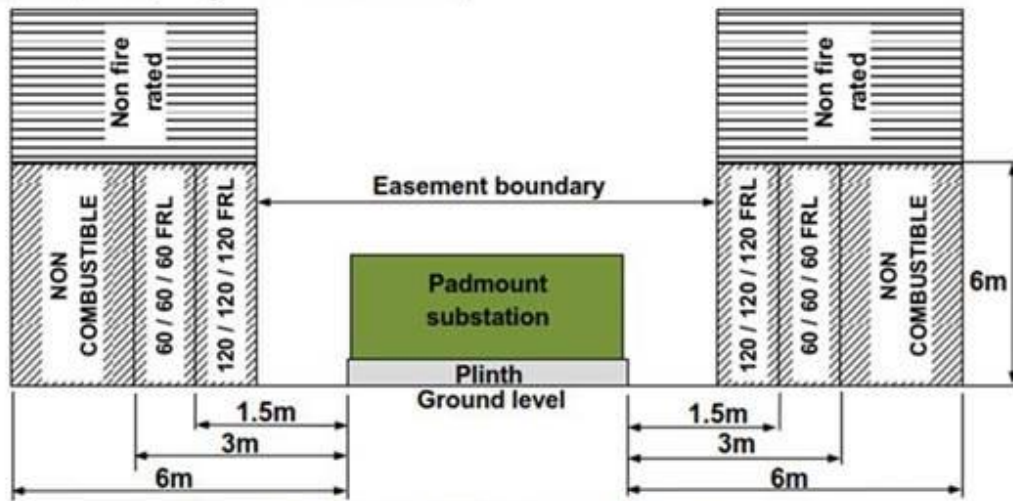 Non fire
rated
Non fire
rated
Easement boundary
NON
COMBUSTIBLE
60 / 60 / 60 FRL
120 / 120 / 120 FRL
Padmount
substation
120 / 120 / 120 FRL
60 / 60 / 60 FRL
NON
COMBUSTIBLE
6m
Plinth
Ground level
1.5m
1.5m
3m
3m
6m
6m